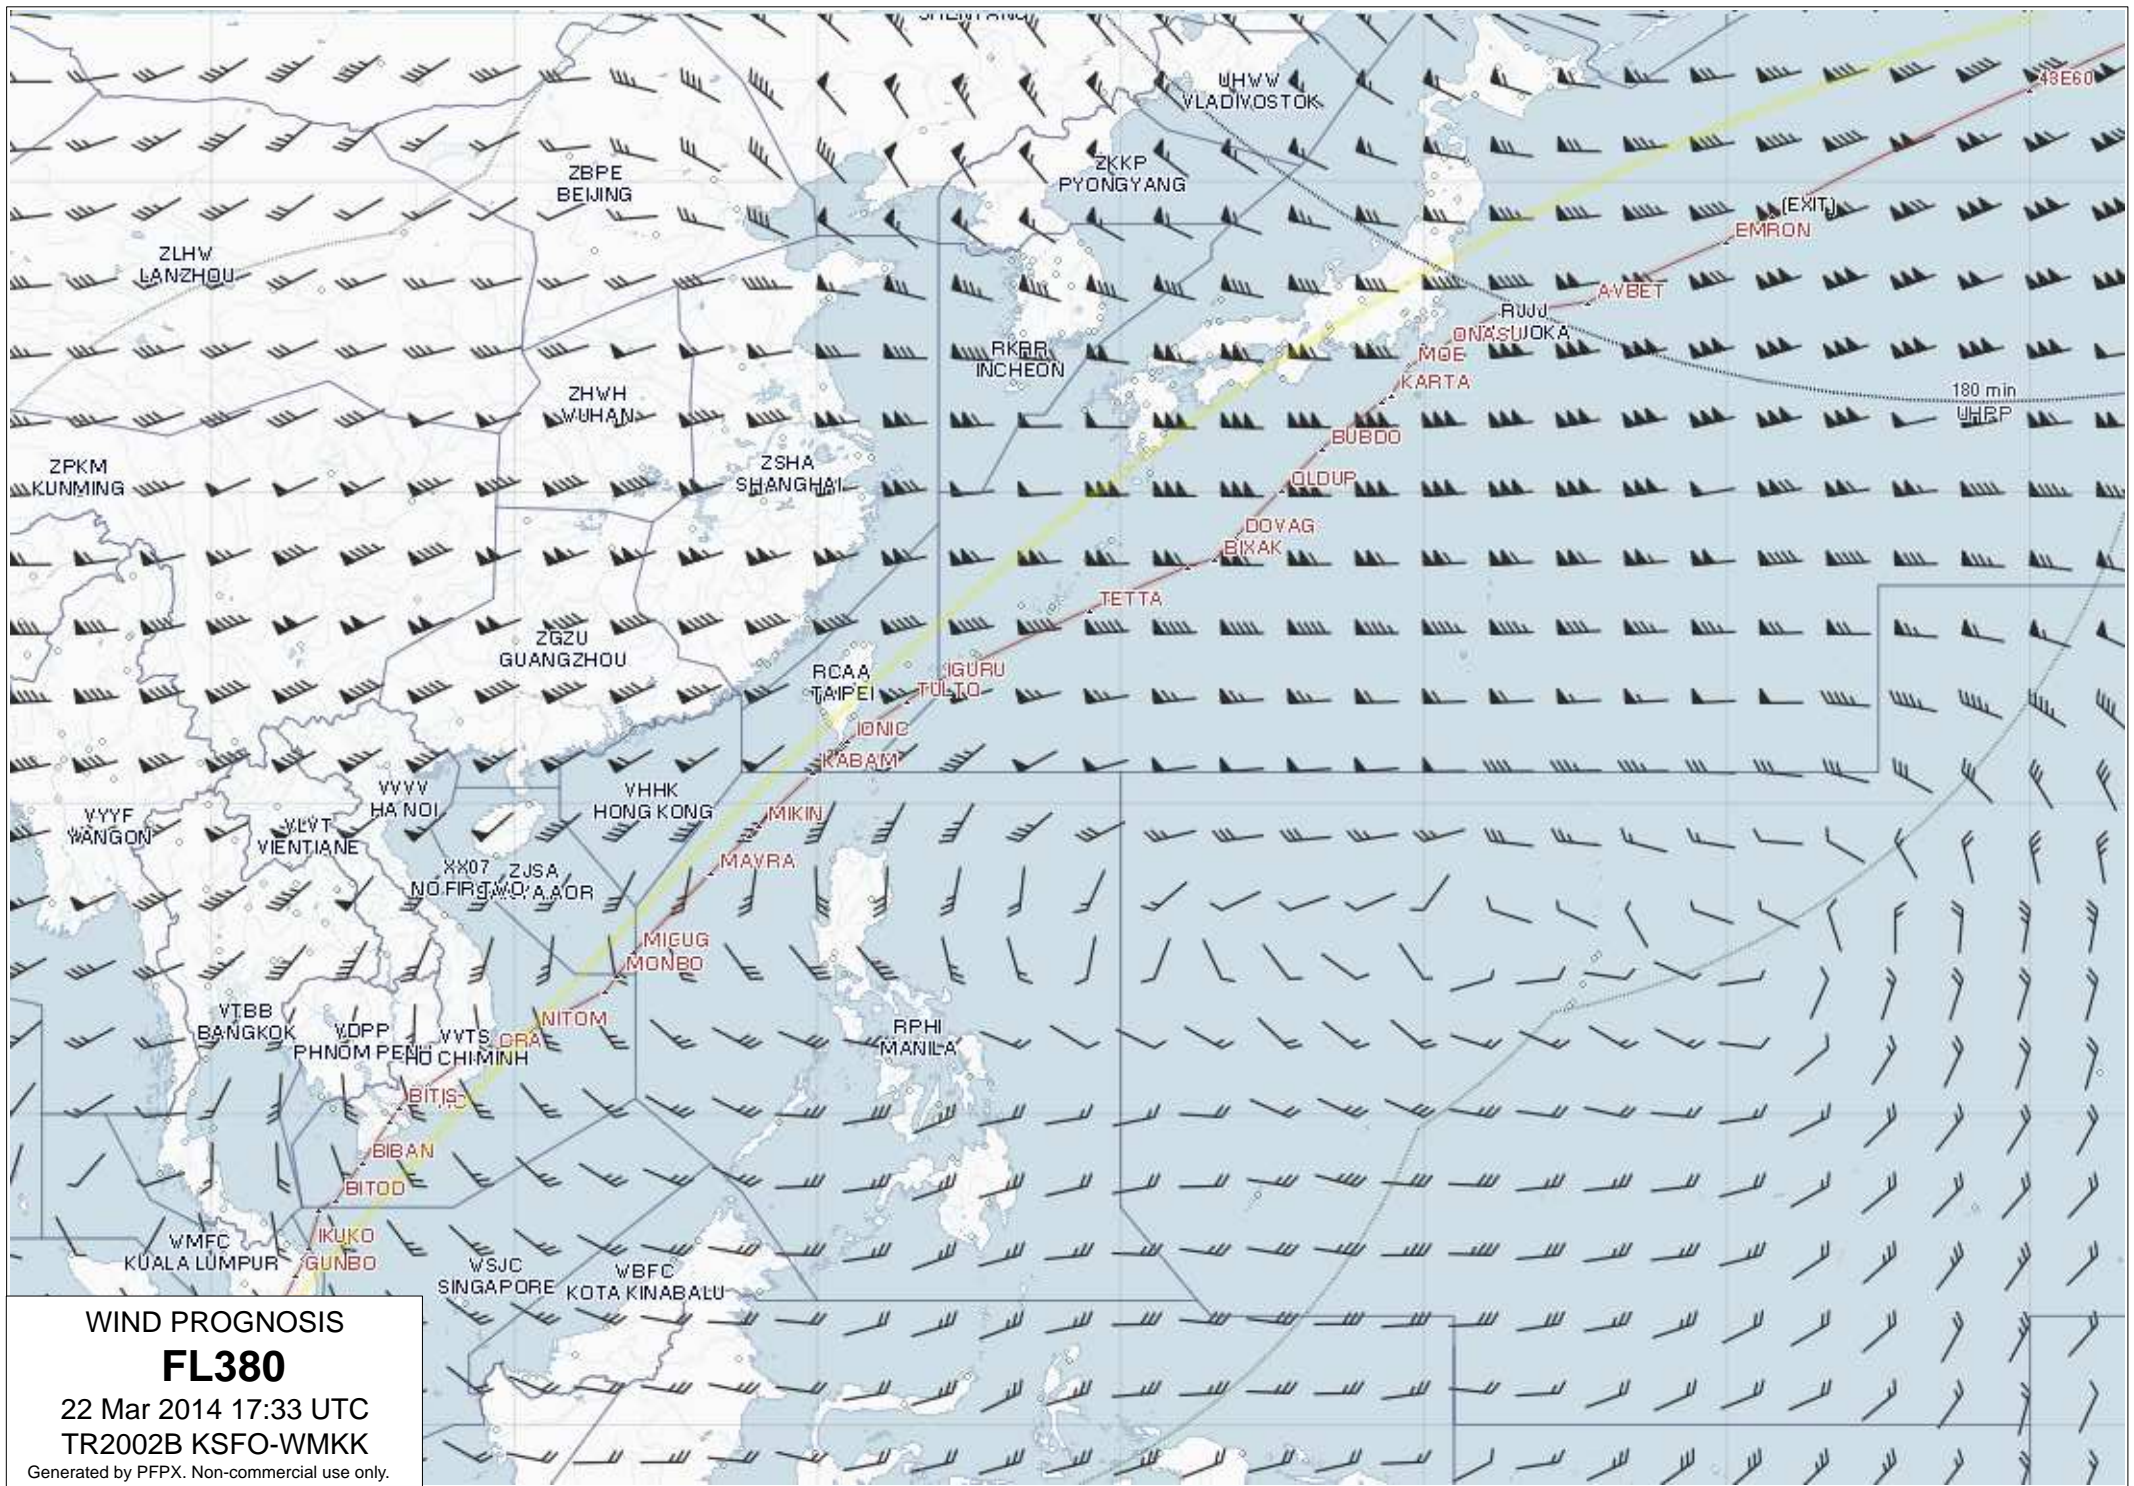 SHENYANG
UHWW
VLADIVOSTOK
43E60
ZBPE
BEIJING
ZKKP
PYONGYANG
(EXIT)
EMRON
ZLHW
LANZHOU
AVBET
RJJJ
ONASU
MOE
KARTA
RKRR
INCHEON
180 min
UHPP
ZHWH
WUHAN
BUBDO
ZSHA
SHANGHAI
ZPKM
KUNMING
OLDUP
DOVAG
BIXAK
TETTA
ZGZU
GUANGZHOU
RCAA
TAIPEI
IGURU
TULTO
IONIC
KABAM
VVVV
HA NOI
VHHK
HONG KONG
VYYF
YANGON
VLVT
VIENTIANE
MIKIN
MAVRA
XX07
ZJSA
NO FIR TWO
MIGUG
MONBO
VTBB
BANGKOK
VDPP
PHNOM PENH
VVTS
HO CHI MINH
NITOM
RPHI
MANILA
BITIS
BIBAN
BITOD
IKUKO
GUNBO
WMFC
KUALA LUMPUR
WSJC
SINGAPORE
WBFC
KOTA KINABALU
WIND PROGNOSIS
FL380
22 Mar 2014 17:33 UTC
TR2002B KSFO-WMKK
Generated by PFPX. Non-commercial use only.